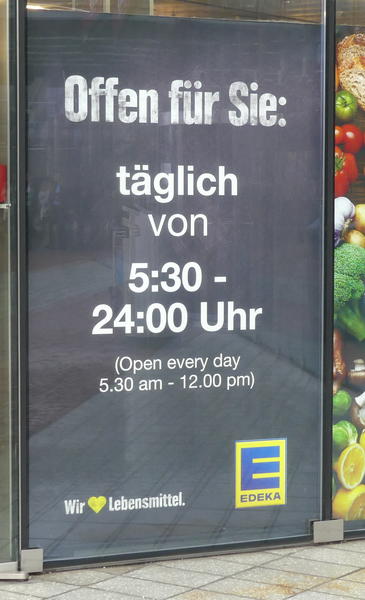 Offen für Sie:
täglich
von
5:30 -
24:00 Uhr
(Open every day
5.30 am - 12.00 pm)
Wir Lebensmittel.
E
EDEKA